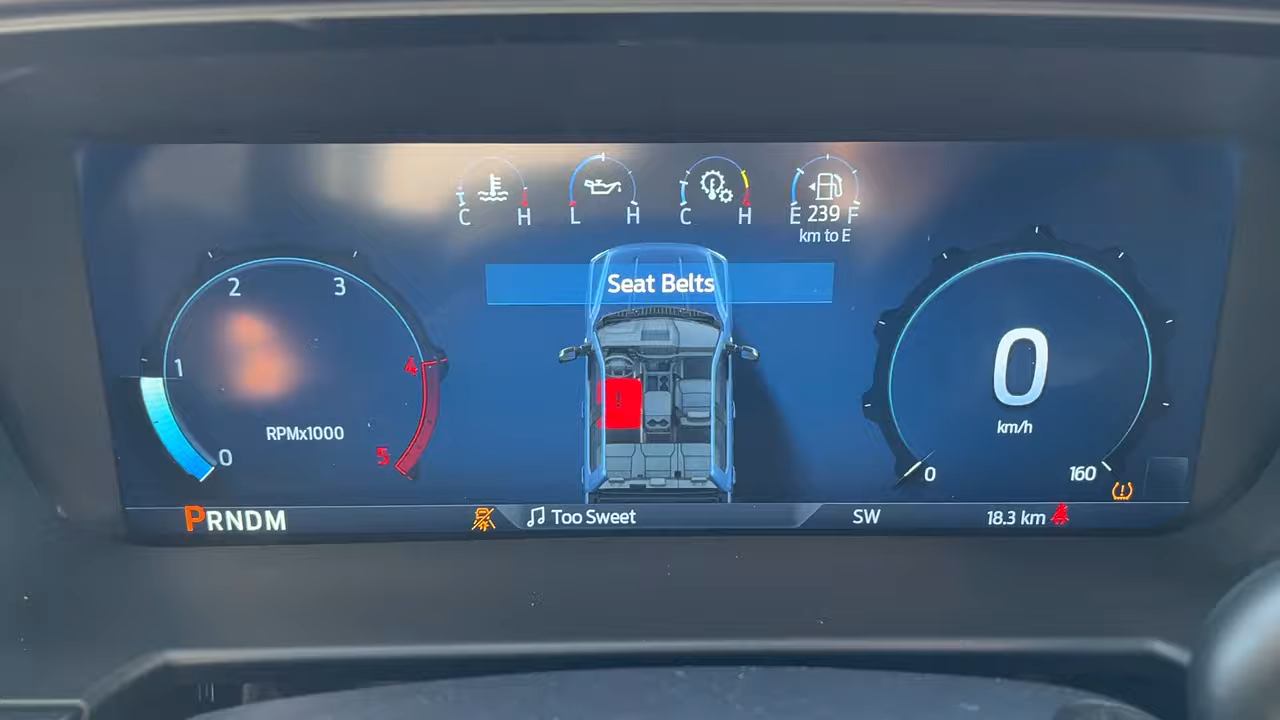 C H
L H
C H
E 239 F
km to E
Seat Belts
2 3
1
4
RPMx1000
0
5
0
km/h
0
160
PRNDM
Too Sweet
SW
18.3 km